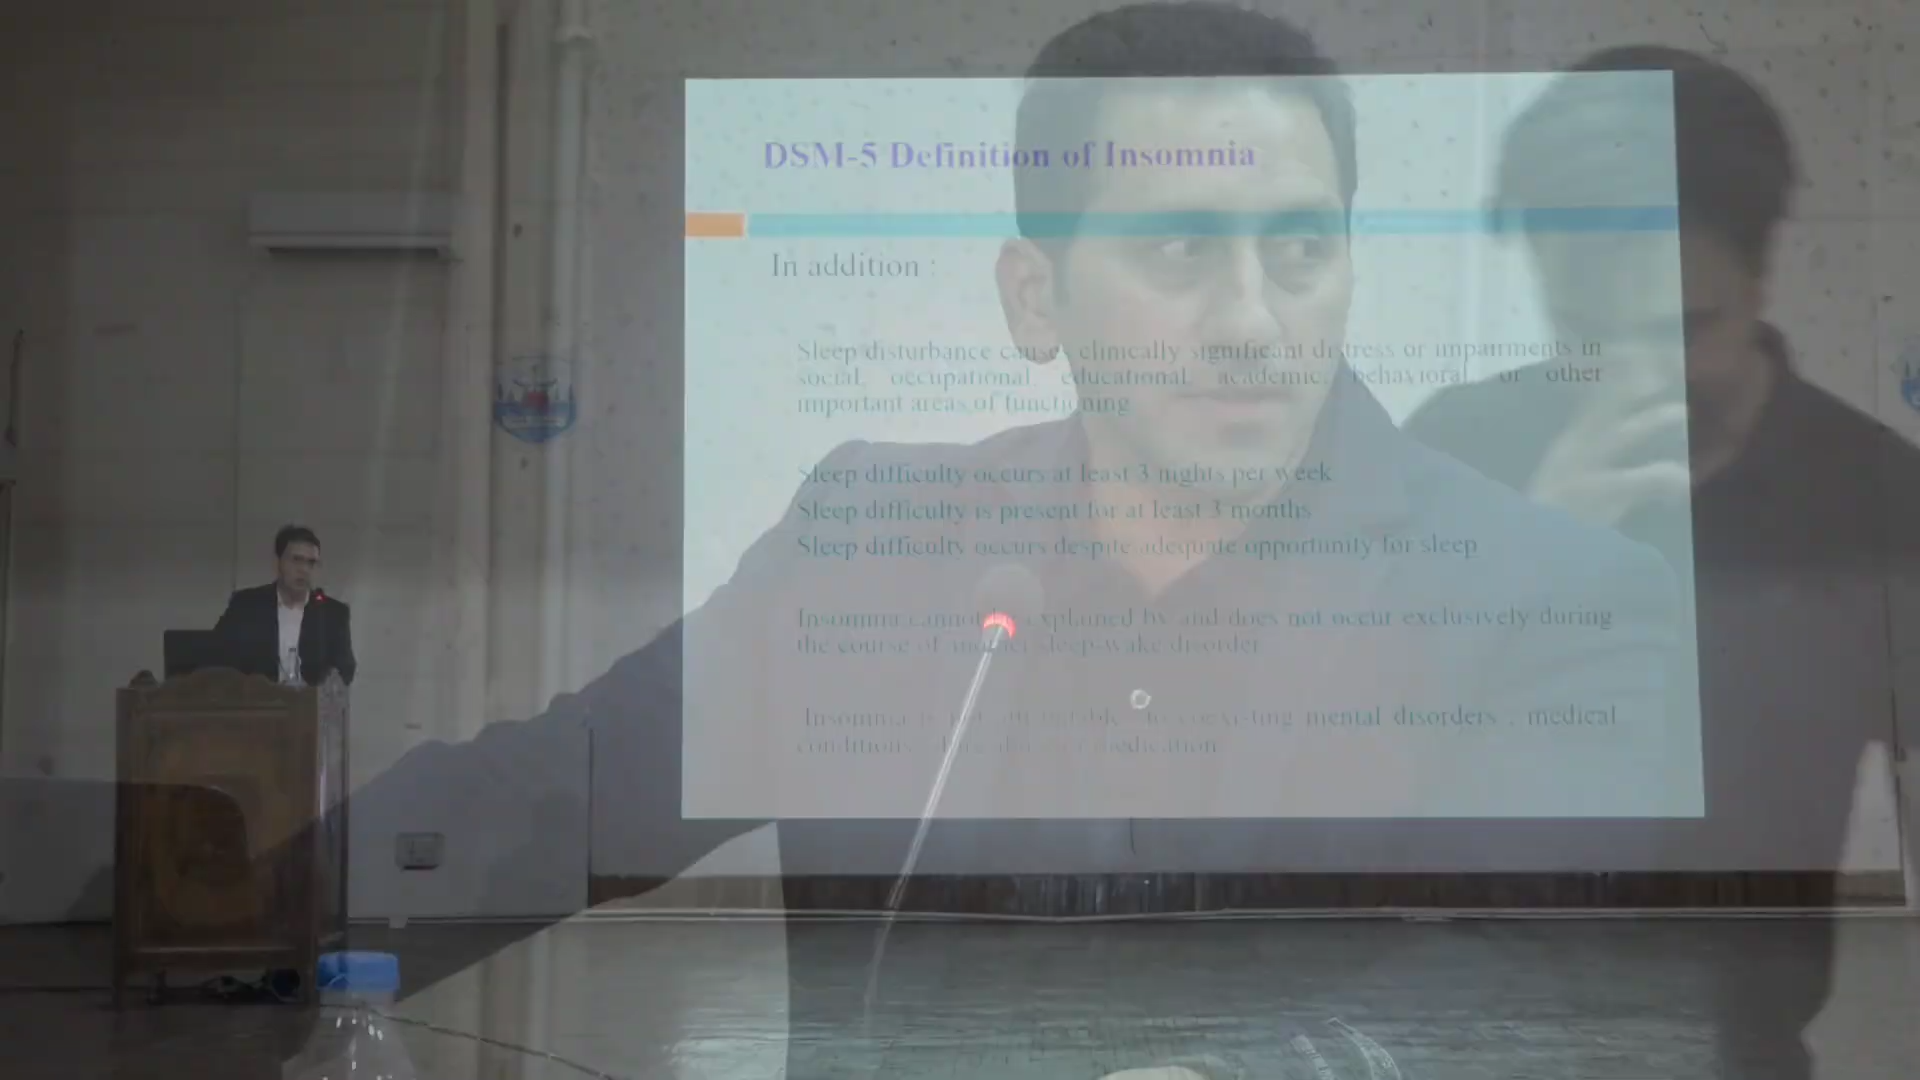 DSM-5 Definition of Insomnia
In addition :
Sleep disturbance causes clinically significant distress or impairments in
social, occupational, educational, academic, behavioral, or other
important areas of functioning
Sleep difficulty occurs at least 3 nights per week
Sleep difficulty is present for at least 3 months
Sleep difficulty occurs despite adequate opportunity for sleep
Insomnia cannot be explained by and does not occur exclusively during
the course of another sleep-wake disorder
Insomnia is not attributable to coexisting mental disorders , medical
conditions medication